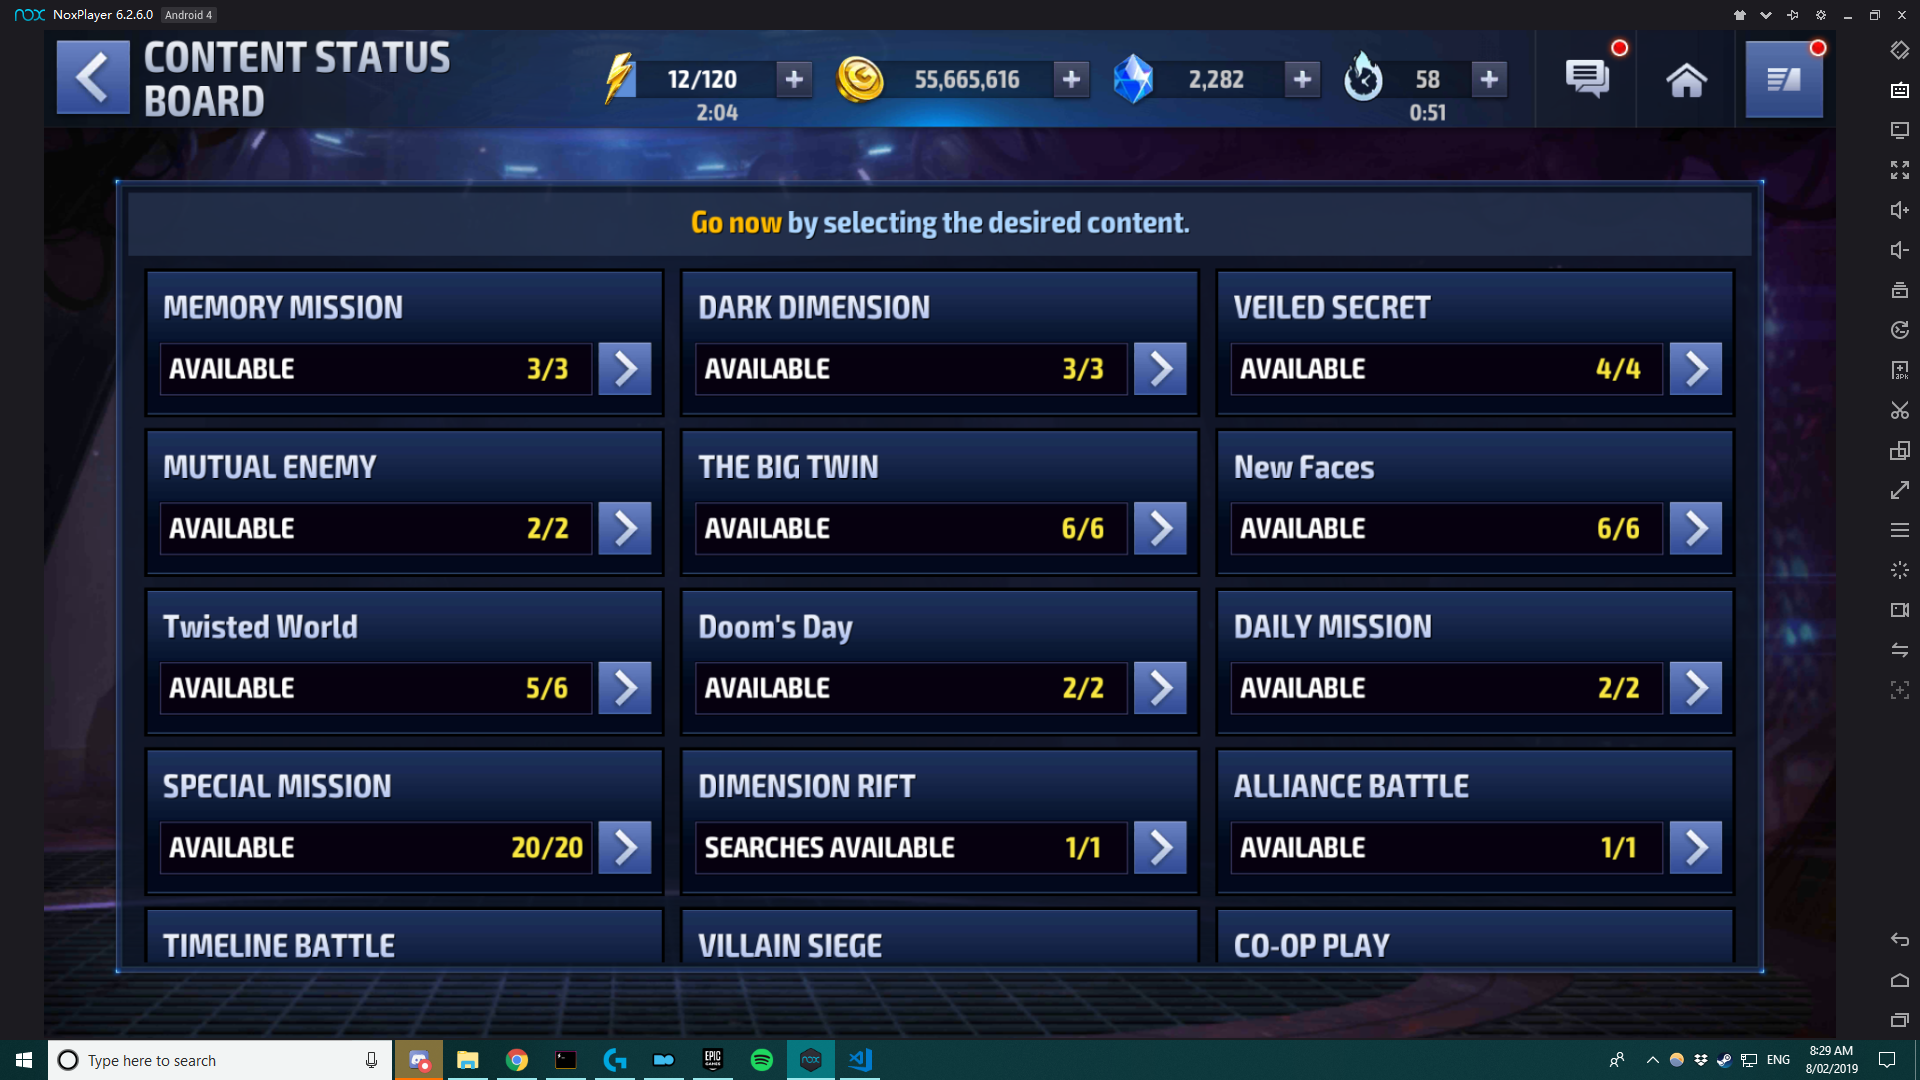 NoxPlayer 6.2.6.0 Android 4
CONTENT STATUS
BOARD
12/120
2:04
55,665,616
2,282
58
0:51
Go now by selecting the desired content.
MEMORY MISSION
AVAILABLE 3/3
DARK DIMENSION
AVAILABLE 3/3
VEILED SECRET
AVAILABLE 4/4
MUTUAL ENEMY
AVAILABLE 2/2
THE BIG TWIN
AVAILABLE 6/6
New Faces
AVAILABLE 6/6
Twisted World
AVAILABLE 5/6
Doom's Day
AVAILABLE 2/2
DAILY MISSION
AVAILABLE 2/2
SPECIAL MISSION
AVAILABLE 20/20
DIMENSION RIFT
SEARCHES AVAILABLE 1/1
ALLIANCE BATTLE
AVAILABLE 1/1
TIMELINE BATTLE
VILLAIN SIEGE
CO-OP PLAY
Type here to search
EPIC
GAMES
nox
ENG
8:29 AM
8/02/2019